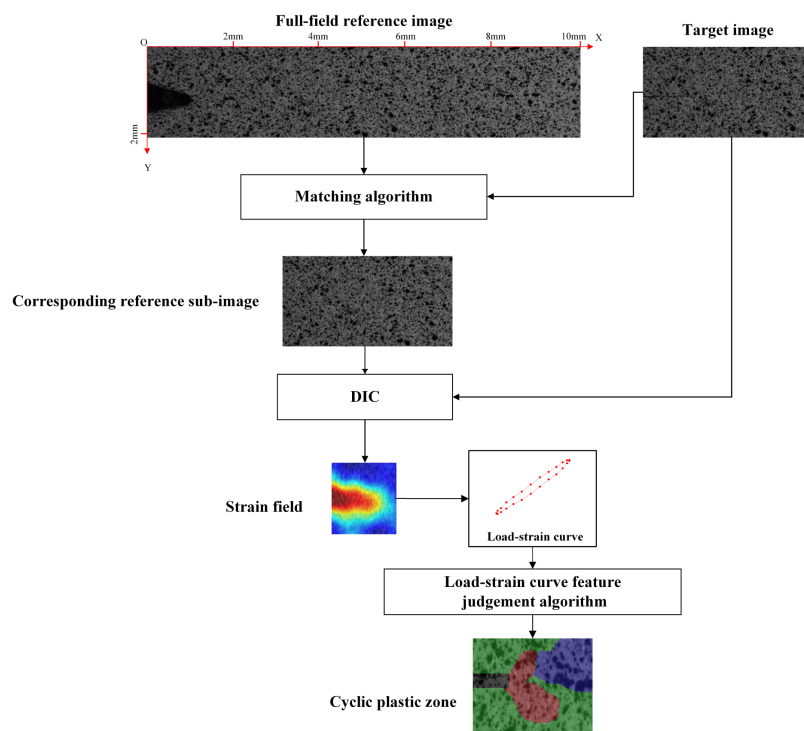 Full-field reference image
Target image
O
2mm
4mm
6mm
8mm
10mm
X
2mm
Y
Matching algorithm
Corresponding reference sub-image
DIC
Strain field
Load-strain curve
Load-strain curve feature
judgement algorithm
Cyclic plastic zone